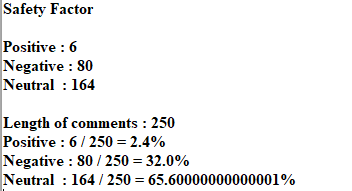 Safety Factor
Positive : 6
Negative : 80
Neutral : 164
Length of comments : 250
Positive : 6 / 250 = 2.4%
Negative : 80 / 250 = 32.0%
Neutral : 164 / 250 = 65.60000000000001%